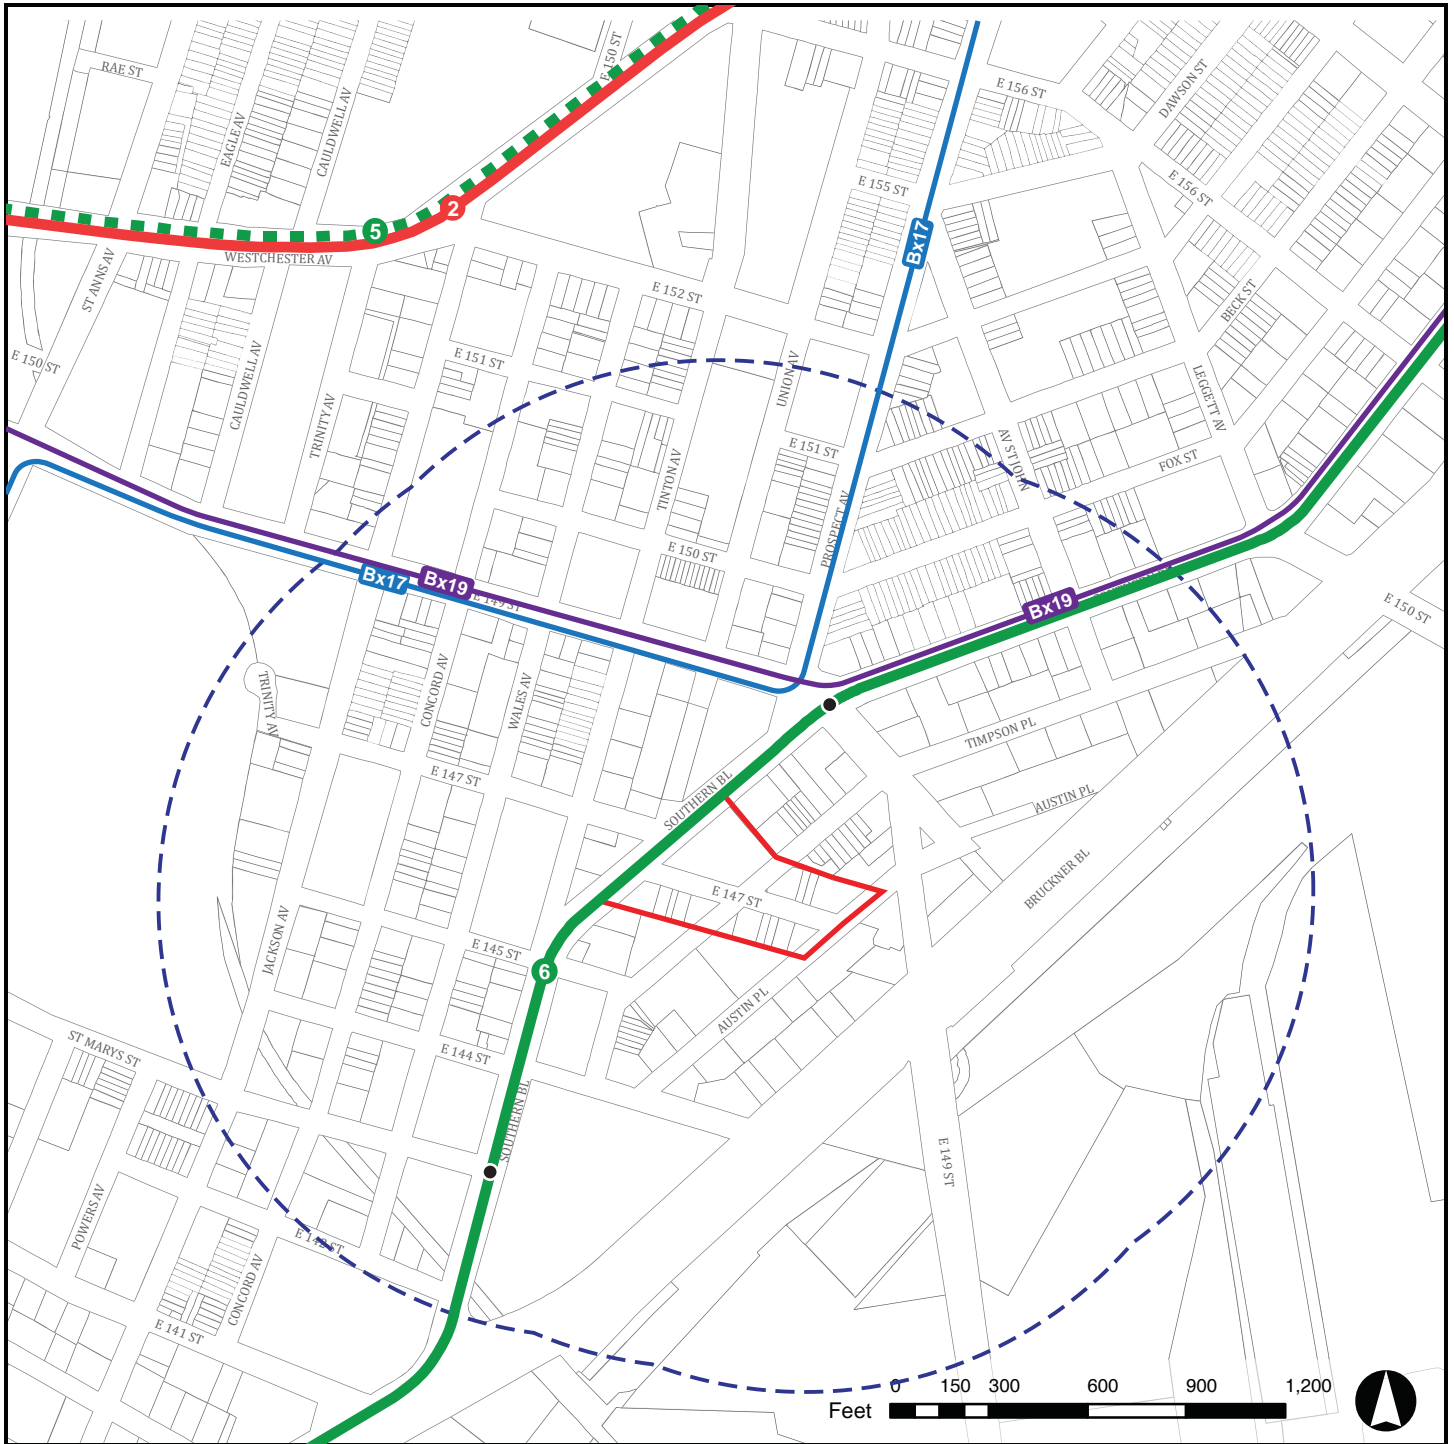 E 150 ST
RAE ST
EAGLE AV
CAULDWELL AV
DAWSON ST
E 156 ST
E 155 ST
E 156 ST
2
5
Bx17
WESTCHESTER AV
ST ANNS AV
E 152 ST
BECK ST
E 150 ST
E 151 ST
UNION AV
CAULDWELL AV
TRINITY AV
LEGGETT AV
E 151 ST
AV ST JOHN
FOX ST
TINTON AV
PROSPECT AV
E 150 ST
Bx17
Bx19
E 149 ST
Bx19
E 150 ST
TRINITY AV
CONCORD AV
WALES AV
TIMPSON PL
E 147 ST
SOUTHERN BL
AUSTIN PL
BRUCKNER BL
E 147 ST
JACKSON AV
E 145 ST
6
AUSTIN PL
ST MARYS ST
E 144 ST
SOUTHERN BL
E 149 ST
POWERS AV
E 142 ST
CONCORD AV
E 141 ST
0 150 300 600 900 1,200
Feet